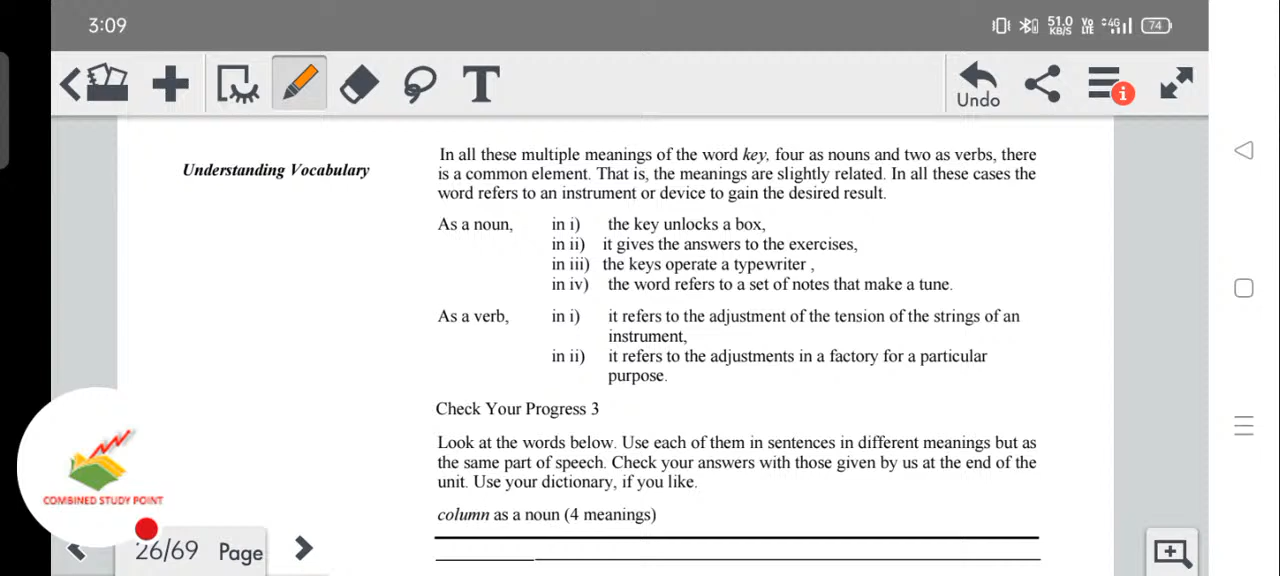 3:09
51.0 KB/S Vo LTE 4G 74
Undo
Understanding Vocabulary
In all these multiple meanings of the word key, four as nouns and two as verbs, there
is a common element. That is, the meanings are slightly related. In all these cases the
word refers to an instrument or device to gain the desired result.
As a noun, in i) the key unlocks a box,
in ii) it gives the answers to the exercises,
in iii) the keys operate a typewriter ,
in iv) the word refers to a set of notes that make a tune.
As a verb, in i) it refers to the adjustment of the tension of the strings of an
instrument,
in ii) it refers to the adjustments in a factory for a particular
purpose.
Check Your Progress 3
Look at the words below. Use each of them in sentences in different meanings but as
the same part of speech. Check your answers with those given by us at the end of the
unit. Use your dictionary, if you like.
column as a noun (4 meanings)
COMBINED STUDY POINT
26/69 Page